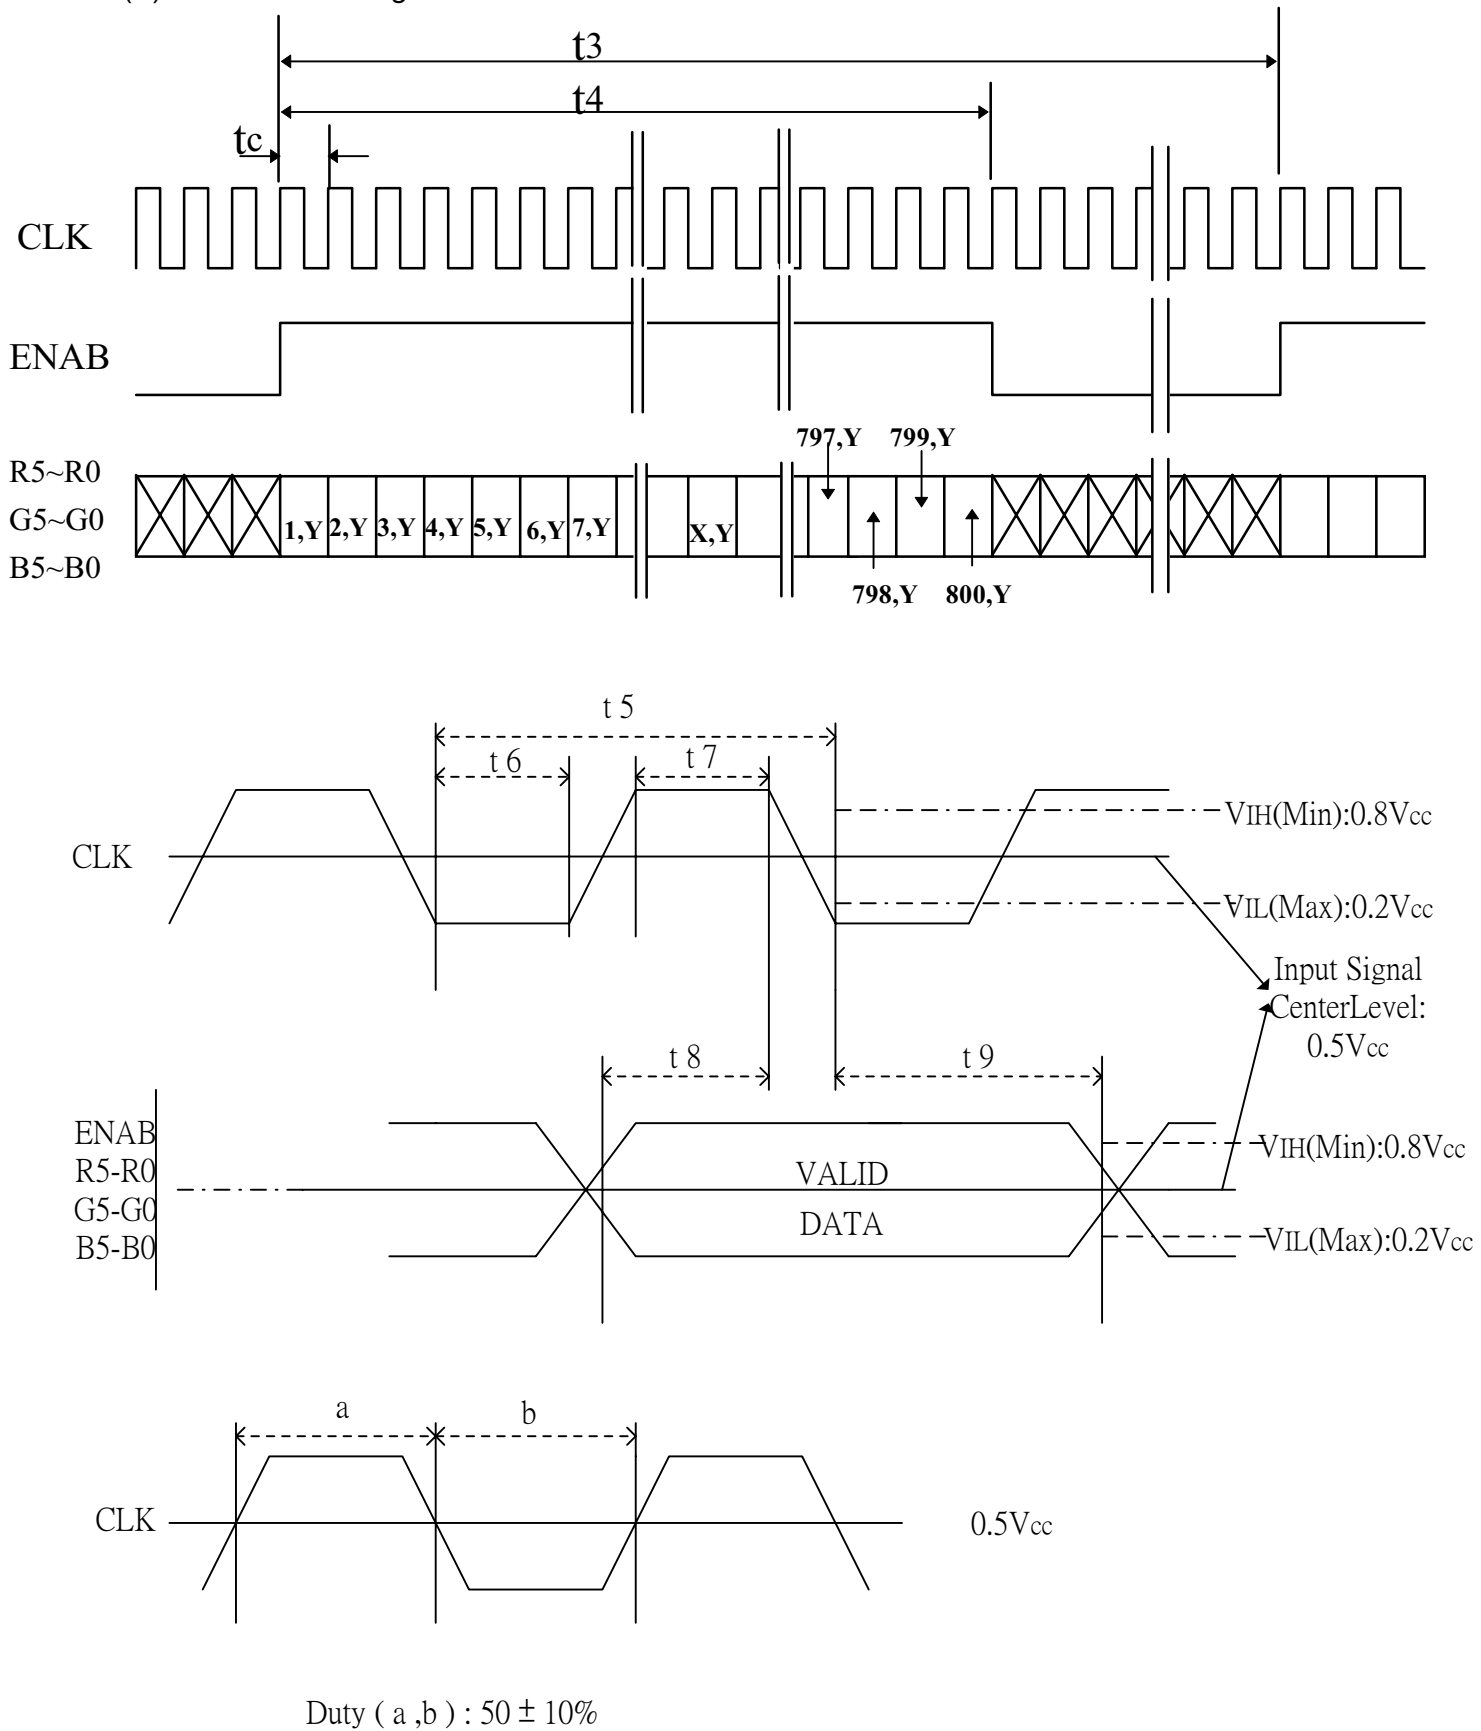 t3
t4
tc
CLK
ENAB
797,Y 799,Y
R5~R0
G5~G0
B5~B0
1,Y 2,Y 3,Y 4,Y 5,Y 6,Y 7,Y X,Y
798,Y 800,Y
t 5
t 6 t 7
VIH(Min):0.8Vcc
CLK
VIL(Max):0.2Vcc
Input Signal
CenterLevel:
0.5Vcc
t 8 t 9
ENAB
R5-R0
G5-G0
B5-B0
VIH(Min):0.8Vcc
VALID
DATA
VIL(Max):0.2Vcc
a b
CLK
0.5Vcc
Duty ( a ,b ) : 50 ± 10%